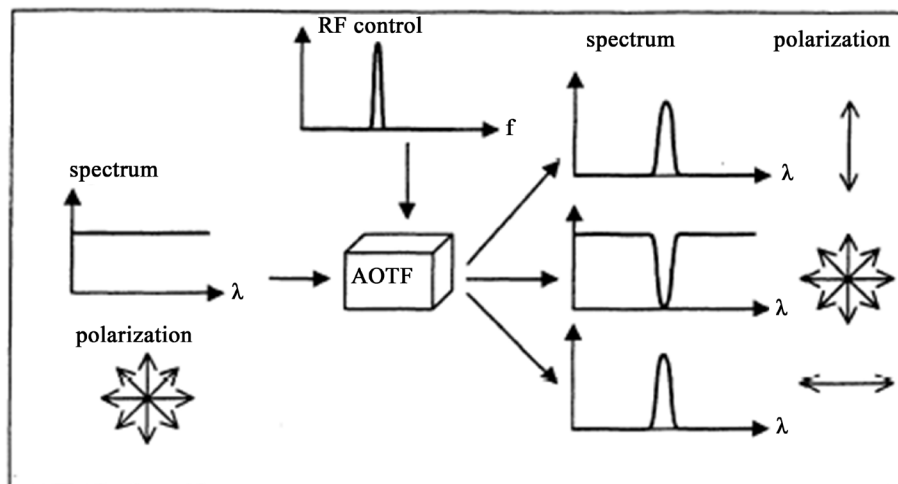 RF control
f
spectrum
polarization
λ
spectrum
λ
AOTF
λ
polarization
λ